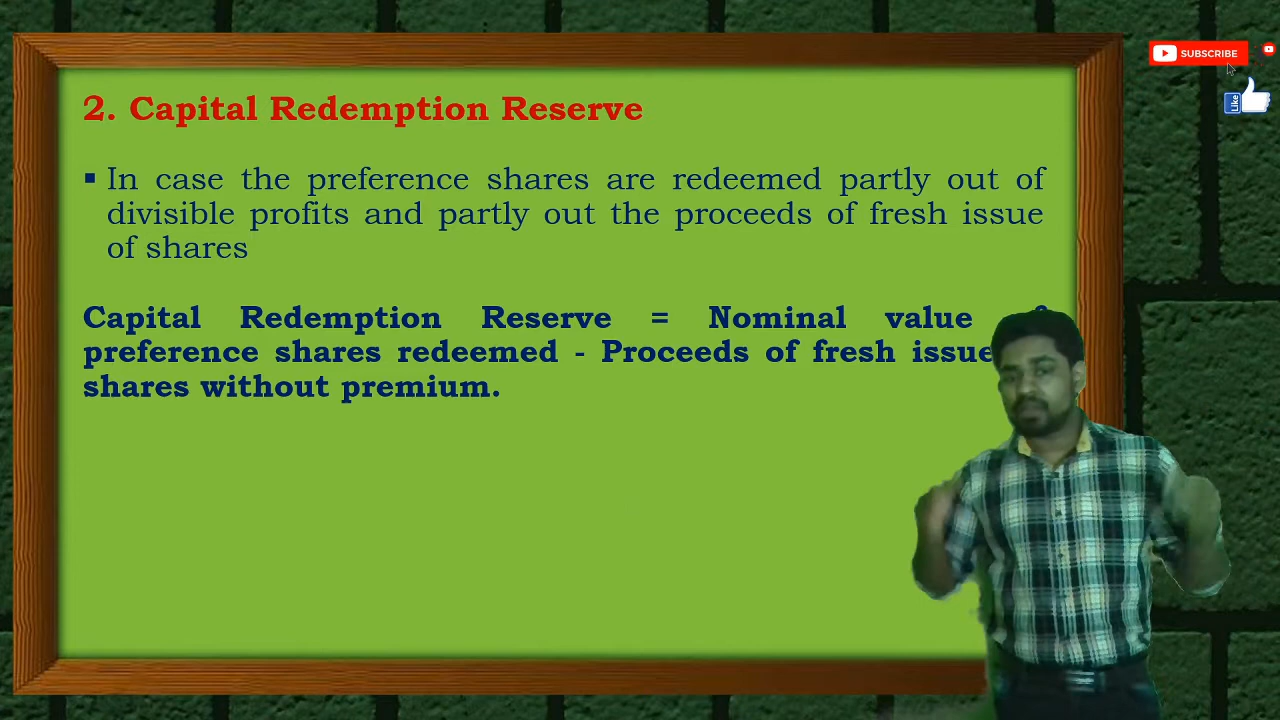 SUBSCRIBE
Like
2. Capital Redemption Reserve
▪ In case the preference shares are redeemed partly out of
divisible profits and partly out the proceeds of fresh issue
of shares
Capital Redemption Reserve = Nominal value
preference shares redeemed - Proceeds of fresh issue
shares without premium.